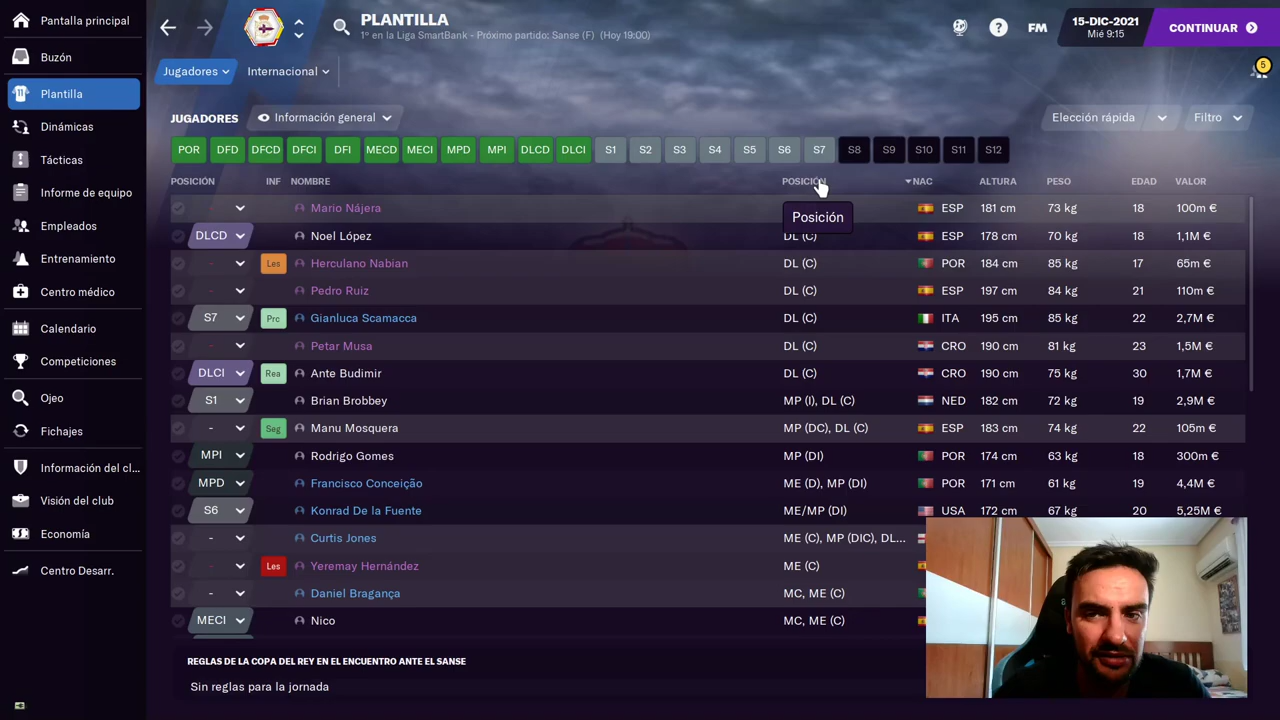 Pantalla principal
Buzón
Plantilla
Dinámicas
Tácticas
Informe de equipo
Empleados
Entrenamiento
Centro médico
Calendario
Competiciones
Ojeo
Fichajes
Información del cl...
Visión del club
Economía
Centro Desarr.
PLANTILLA
1º en la Liga SmartBank - Próximo partido: Sanse (F) (Hoy 19:00)
FM
15-DIC-2021
Mié 9:15
CONTINUAR
5
Jugadores
Internacional
JUGADORES
Información general
Elección rápida
Filtro
POR DFD DFCD DFCI DFI MECD MECI MPD MPI DLCD DLCI S1 S2 S3 S4 S5 S6 S7 S8 S9 S10 S11 S12
POSICIÓN INF NOMBRE POSICIÓN NAC ALTURA PESO EDAD VALOR
- Mario Nájera ESP 181 cm 73 kg 18 100m €
Posición
DLCD Noel López DL (C) ESP 178 cm 70 kg 18 1,1M €
- Les Herculano Nabian DL (C) POR 184 cm 85 kg 17 65m €
- Pedro Ruiz DL (C) ESP 197 cm 84 kg 21 110m €
S7 Prc Gianluca Scamacca DL (C) ITA 195 cm 85 kg 22 2,7M €
- Petar Musa DL (C) CRO 190 cm 81 kg 23 1,5M €
DLCI Rea Ante Budimir DL (C) CRO 190 cm 75 kg 30 1,7M €
S1 Brian Brobbey MP (I), DL (C) NED 182 cm 72 kg 19 2,9M €
- Seg Manu Mosquera MP (DC), DL (C) ESP 183 cm 74 kg 22 105m €
MPI Rodrigo Gomes MP (DI) POR 174 cm 63 kg 18 300m €
MPD Francisco Conceição ME (D), MP (DI) POR 171 cm 61 kg 19 4,4M €
S6 Konrad De la Fuente ME/MP (DI) USA 172 cm 67 kg 20 5,25M €
- Curtis Jones ME (C), MP (DIC), DL...
- Les Yeremay Hernández ME (C)
- Daniel Bragança MC, ME (C)
MECI Nico MC, ME (C)
REGLAS DE LA COPA DEL REY EN EL ENCUENTRO ANTE EL SANSE
Sin reglas para la jornada